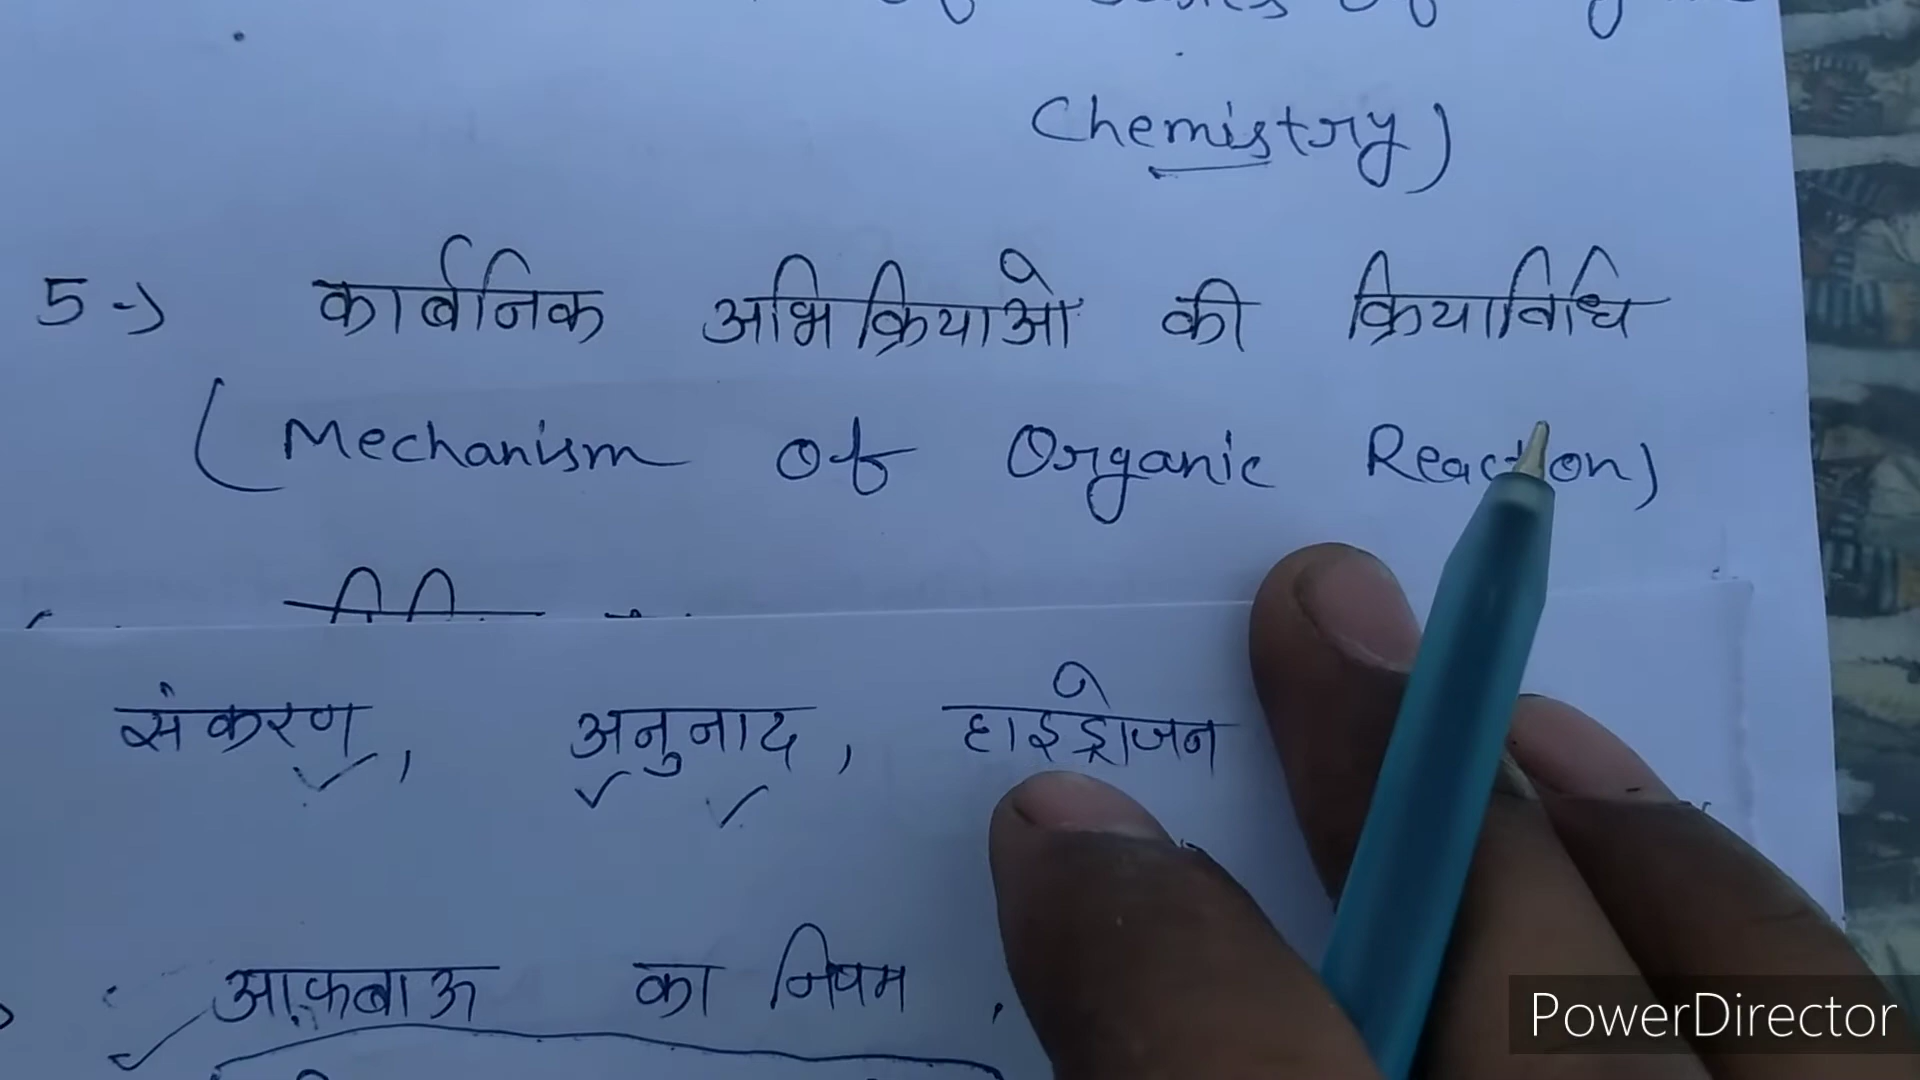 Chemistry)
5-> कार्बनिक अभिक्रियाओ की क्रियाविधि
(Mechanism of Organic Reaction)
संकरण, अनुनाद, हाइड्रोजन
आफबाऊ का नियम,
PowerDirector